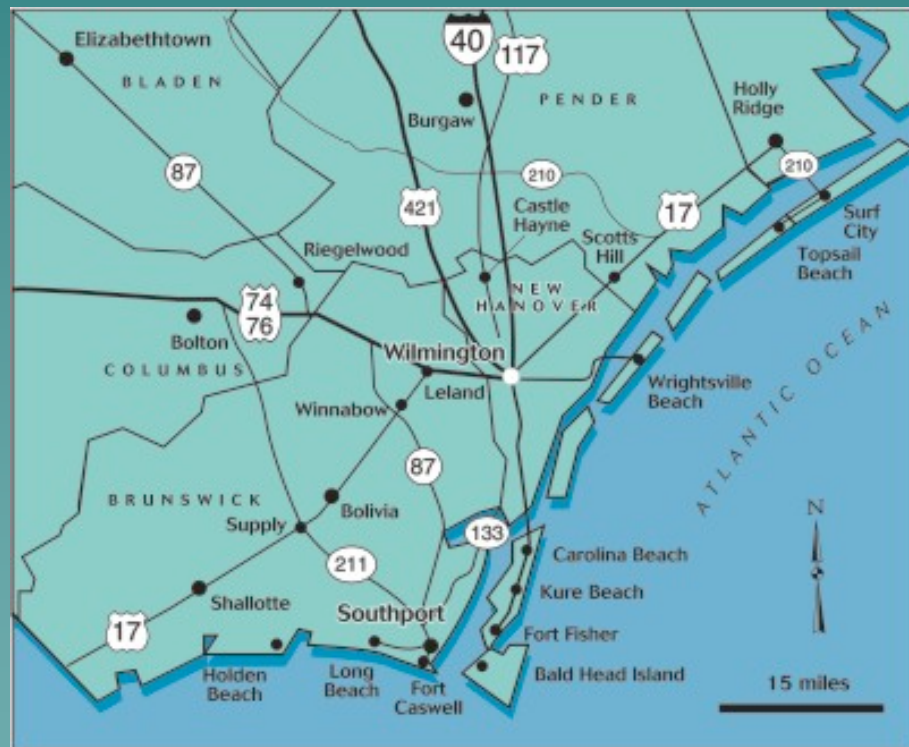 Elizabethtown
BLADEN
40
117
Burgaw
PENDER
Holly
Ridge
87
210
210
421
Castle
Hayne
17
Surf
City
Riegelwood
Scotts
Hill
Topsail
Beach
NEW
HANOVER
74
76
Bolton
Wilmington
COLUMBUS
Leland
Wrightsville
Beach
Winnabow
ATLANTIC OCEAN
87
BRUNSWICK
Bolivia
N
Supply
133
211
Carolina Beach
Shallotte
Kure Beach
Southport
17
Fort Fisher
Holden
Beach
Long
Beach
Fort
Caswell
Bald Head Island
15 miles